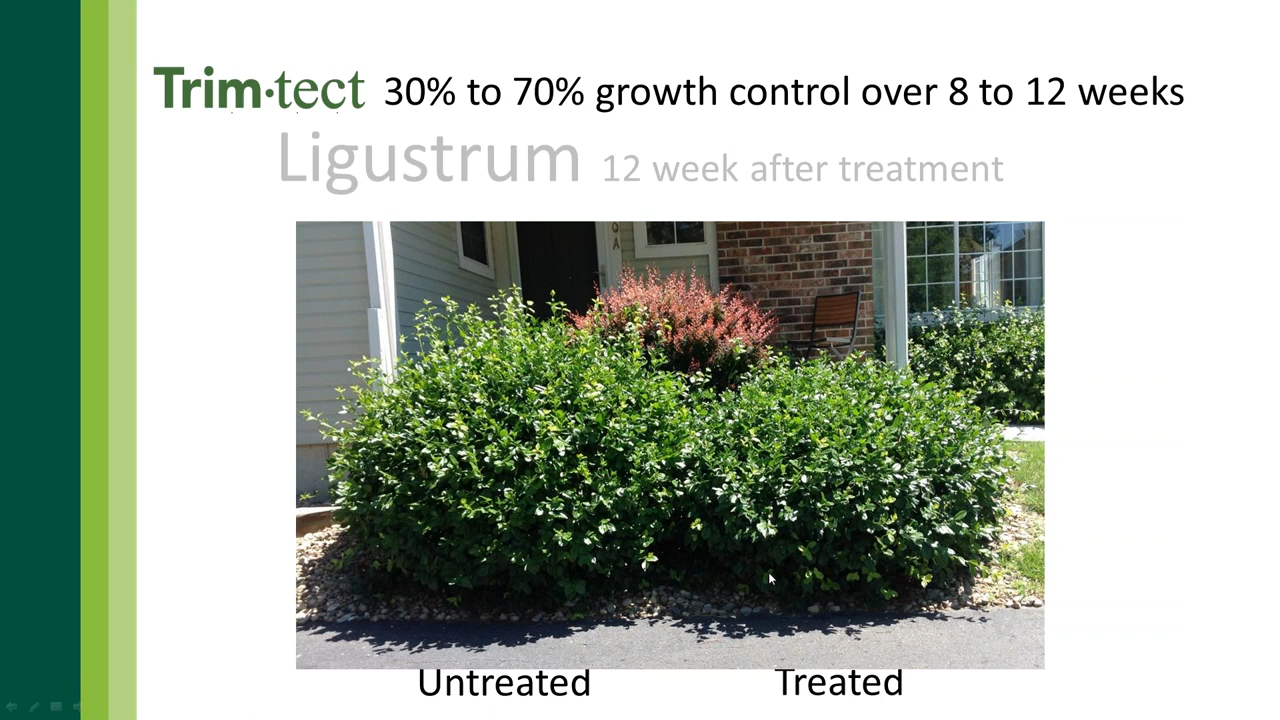 Trim·tect 30% to 70% growth control over 8 to 12 weeks
Ligustrum 12 week after treatment
Untreated Treated